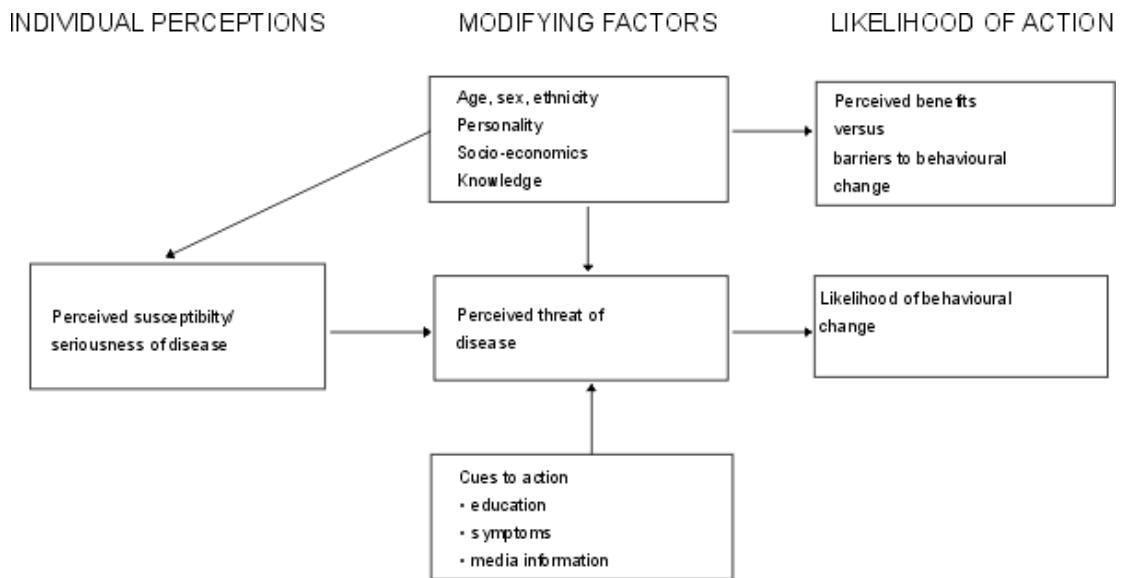 INDIVIDUAL PERCEPTIONS
MODIFYING FACTORS
LIKELIHOOD OF ACTION
Age, sex, ethnicity
Personality
Socio-economics
Knowledge
Perceived benefits
versus
barriers to behavioural
change
Perceived susceptibilty/
seriousness of disease
Perceived threat of
disease
Likelihood of behavioural
change
Cues to action
• education
• symptoms
• media information